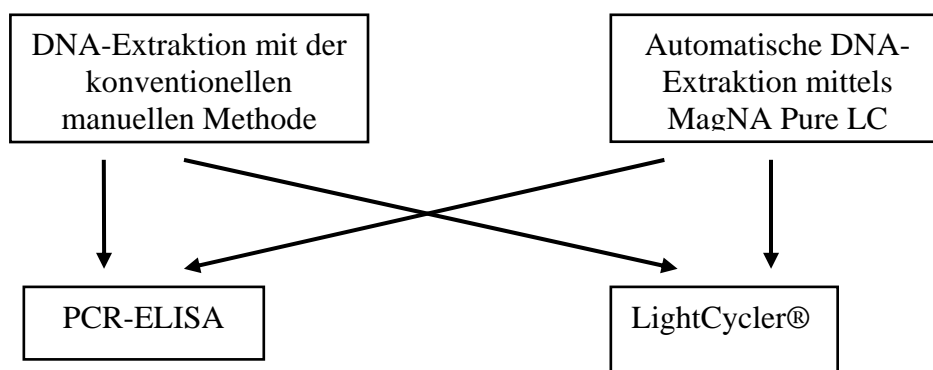 DNA-Extraktion mit der
konventionellen
manuellen Methode
Automatische DNA-
Extraktion mittels
MagNA Pure LC
PCR-ELISA
LightCycler®